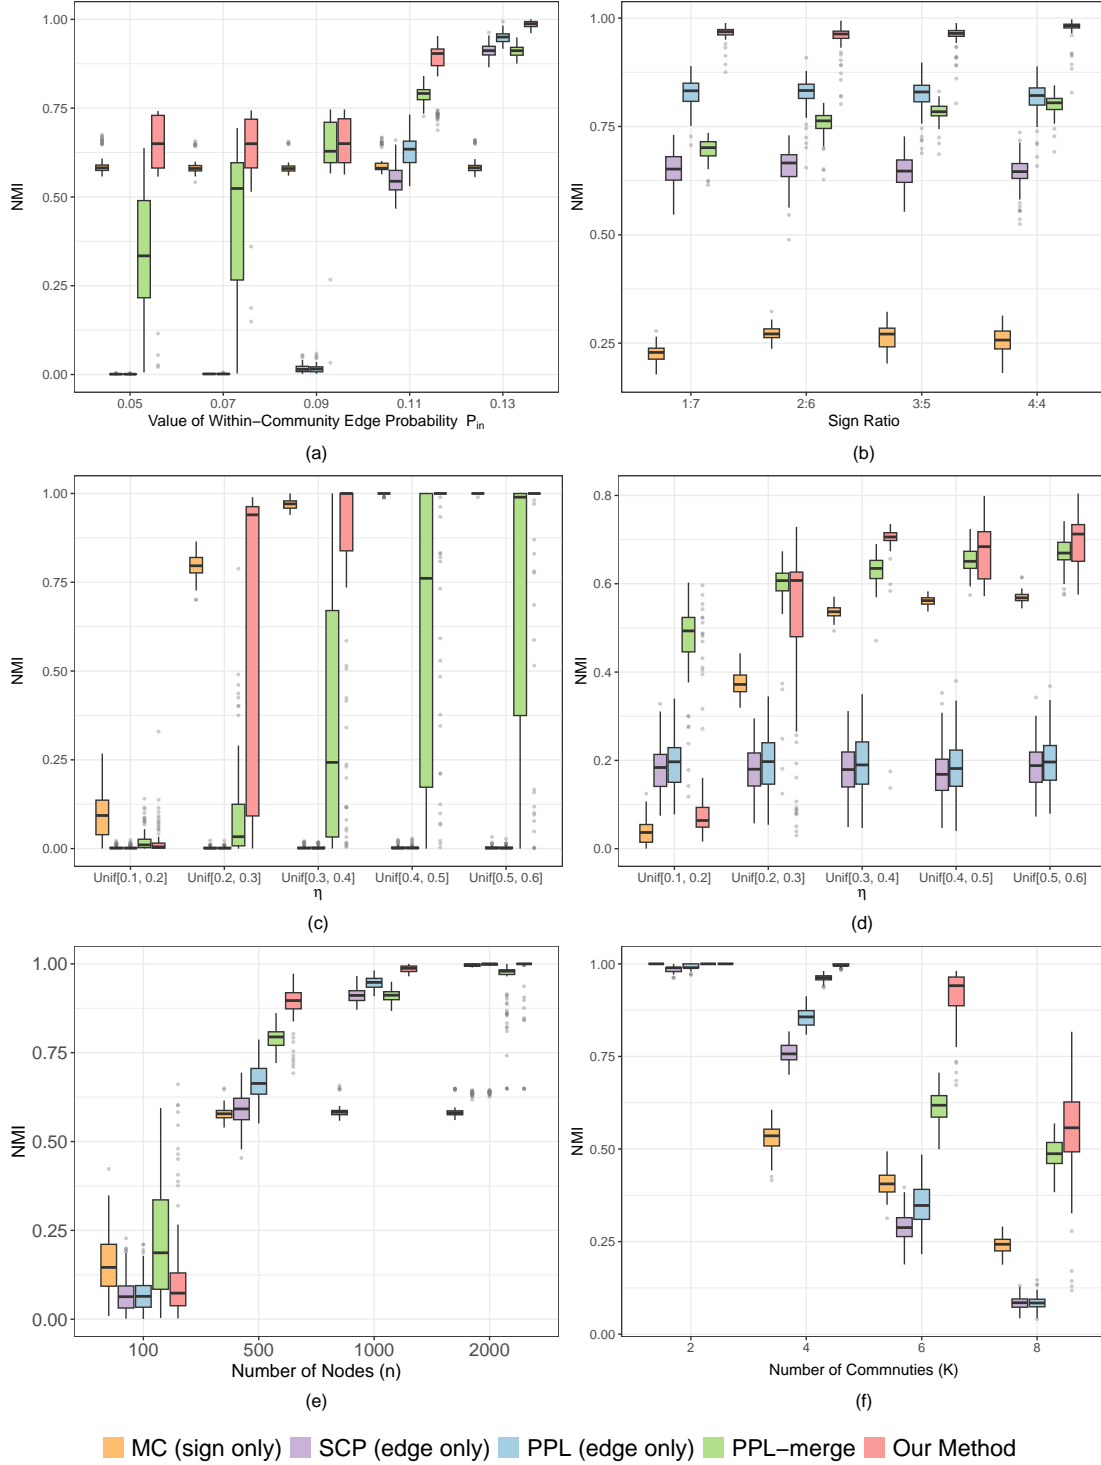 1.00
0.75
0.50
0.25
0.00
NMI
0.05 0.07 0.09 0.11 0.13
Value of Within−Community Edge Probability P_in
(a)
1.00
0.75
0.50
0.25
NMI
1:7 2:6 3:5 4:4
Sign Ratio
(b)
1.00
0.75
0.50
0.25
0.00
NMI
Unif[0.1, 0.2] Unif[0.2, 0.3] Unif[0.3, 0.4] Unif[0.4, 0.5] Unif[0.5, 0.6]
η
(c)
0.8
0.6
0.4
0.2
0.0
NMI
Unif[0.1, 0.2] Unif[0.2, 0.3] Unif[0.3, 0.4] Unif[0.4, 0.5] Unif[0.5, 0.6]
η
(d)
1.00
0.75
0.50
0.25
0.00
NMI
100 500 1000 2000
Number of Nodes (n)
(e)
1.00
0.75
0.50
0.25
0.00
NMI
2 4 6 8
Number of Commnuties (K)
(f)
MC (sign only) SCP (edge only) PPL (edge only) PPL−merge Our Method